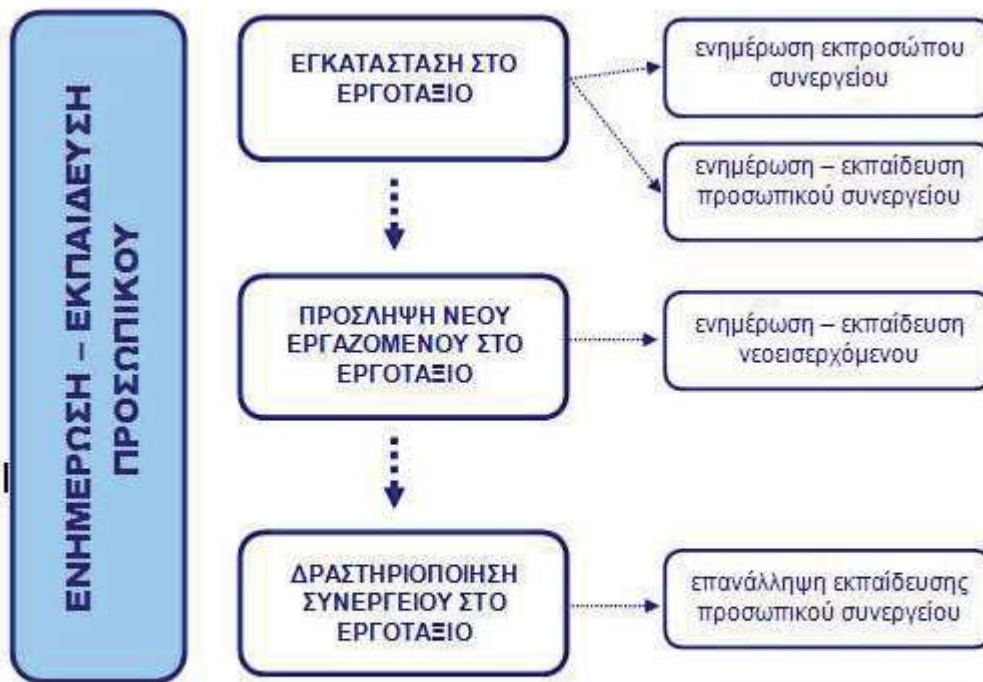 ΕΝΗΜΕΡΩΣΗ – ΕΚΠΑΙΔΕΥΣΗ
ΠΡΟΣΩΠΙΚΟΥ
ΕΓΚΑΤΑΣΤΑΣΗ ΣΤΟ
ΕΡΓΟΤΑΞΙΟ
ενημέρωση εκπροσώπου
συνεργείου
ενημέρωση – εκπαίδευση
προσωπικού συνεργείου
ΠΡΟΣΛΗΨΗ ΝΕΟΥ
ΕΡΓΑΖΟΜΕΝΟΥ ΣΤΟ
ΕΡΓΟΤΑΞΙΟ
ενημέρωση – εκπαίδευση
νεοεισερχόμενου
ΔΡΑΣΤΗΡΙΟΠΟΙΗΣΗ
ΣΥΝΕΡΓΕΙΟΥ ΣΤΟ
ΕΡΓΟΤΑΞΙΟ
επανάλληψη εκπαίδευσης
προσωπικού συνεργείου